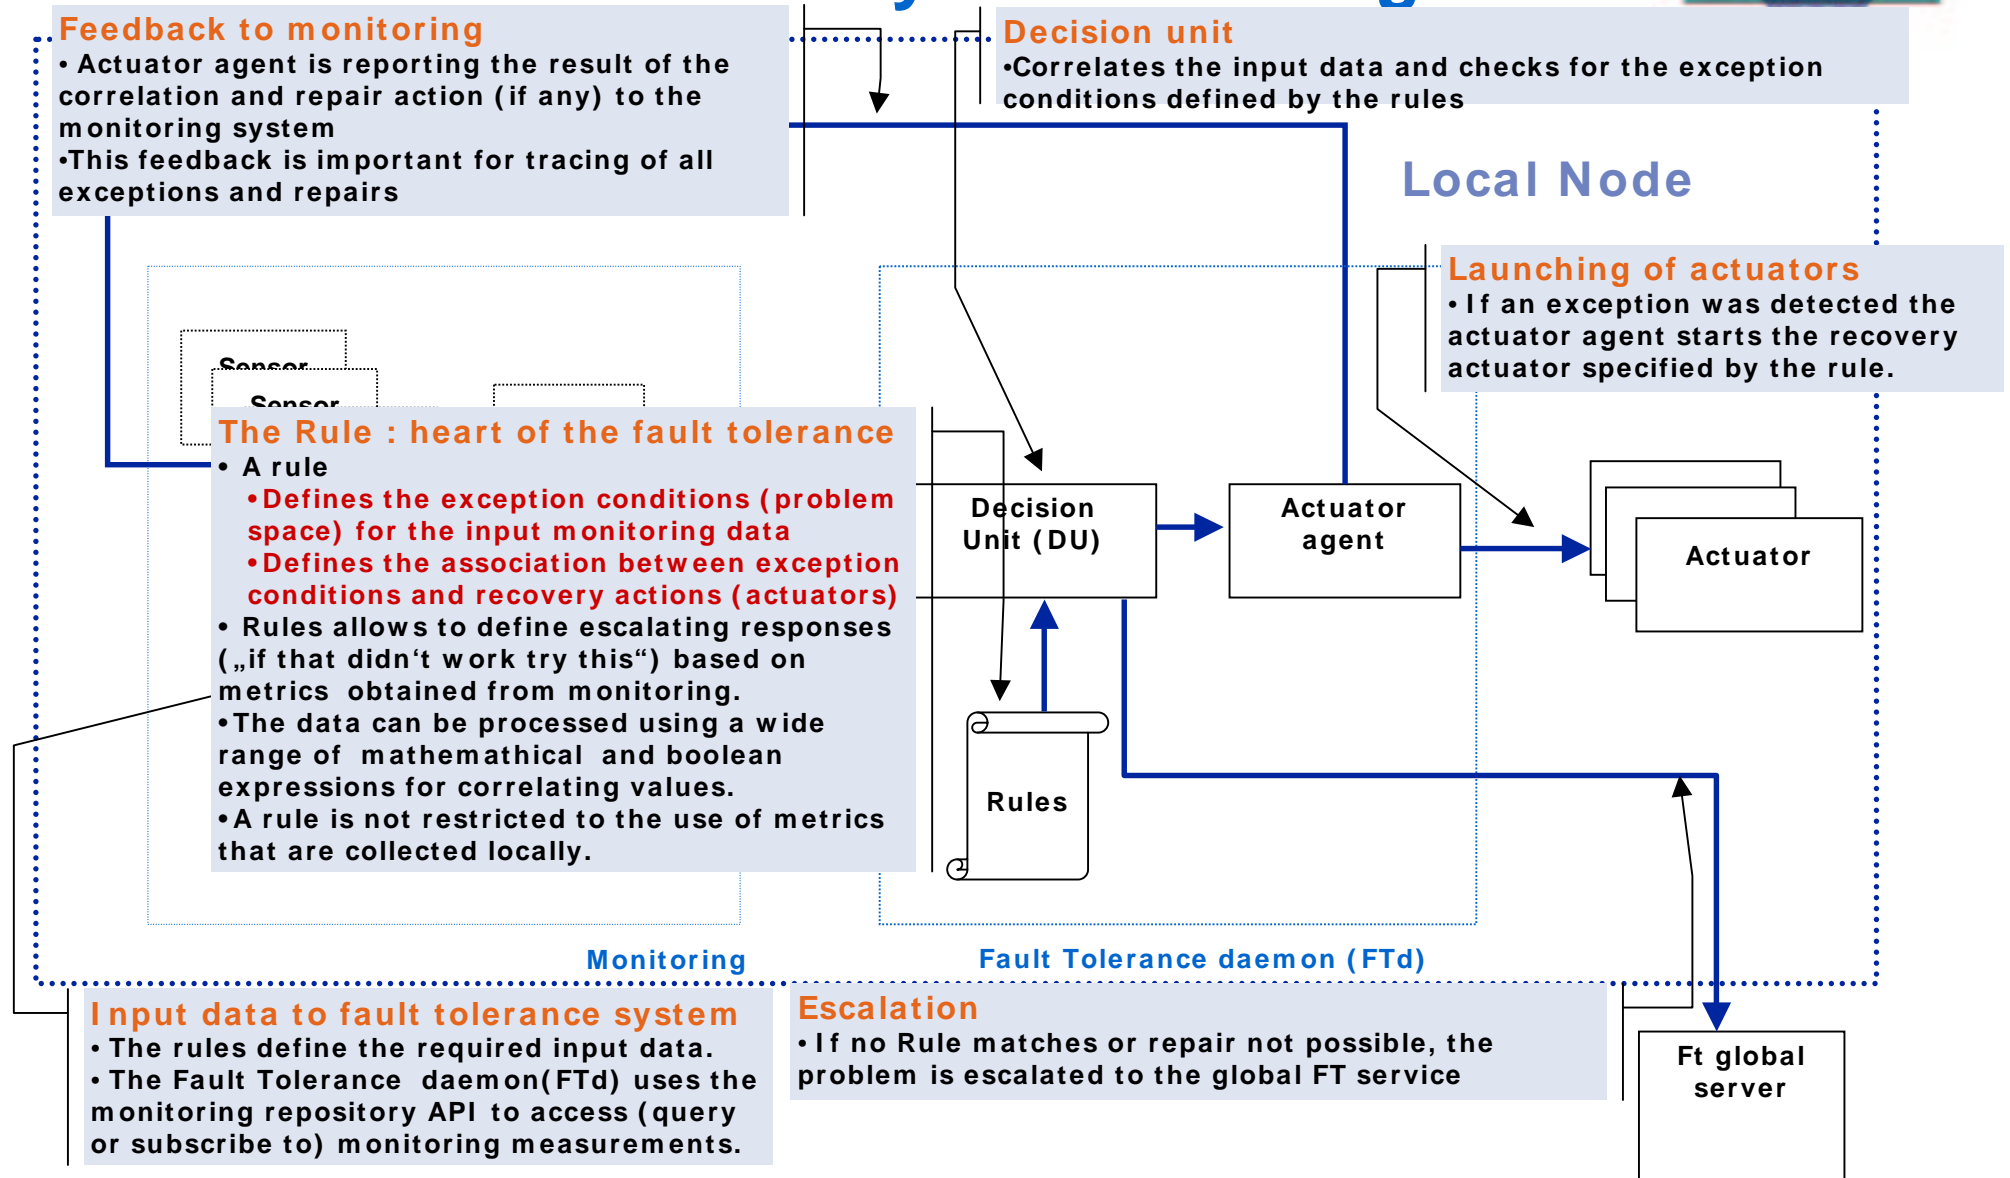 Feedback to monitoring
• Actuator agent is reporting the result of the
correlation and repair action (if any) to the
monitoring system
•This feedback is important for tracing of all
exceptions and repairs
Decision unit
•Correlates the input data and checks for the exception
conditions defined by the rules
Local Node
Launching of actuators
• If an exception was detected the
actuator agent starts the recovery
actuator specified by the rule.
Sensor
Sensor
The Rule : heart of the fault tolerance
• A rule
•Defines the exception conditions (problem
space) for the input monitoring data
•Defines the association between exception
conditions and recovery actions (actuators)
• Rules allows to define escalating responses
(„if that didn‘t work try this“) based on
metrics obtained from monitoring.
•The data can be processed using a wide
range of mathemathical and boolean
expressions for correlating values.
•A rule is not restricted to the use of metrics
that are collected locally.
Decision
Unit (DU)
Actuator
agent
Actuator
Rules
Monitoring
Fault Tolerance daemon (FTd)
Input data to fault tolerance system
• The rules define the required input data.
• The Fault Tolerance daemon(FTd) uses the
monitoring repository API to access (query
or subscribe to) monitoring measurements.
Escalation
• If no Rule matches or repair not possible, the
problem is escalated to the global FT service
Ft global
server